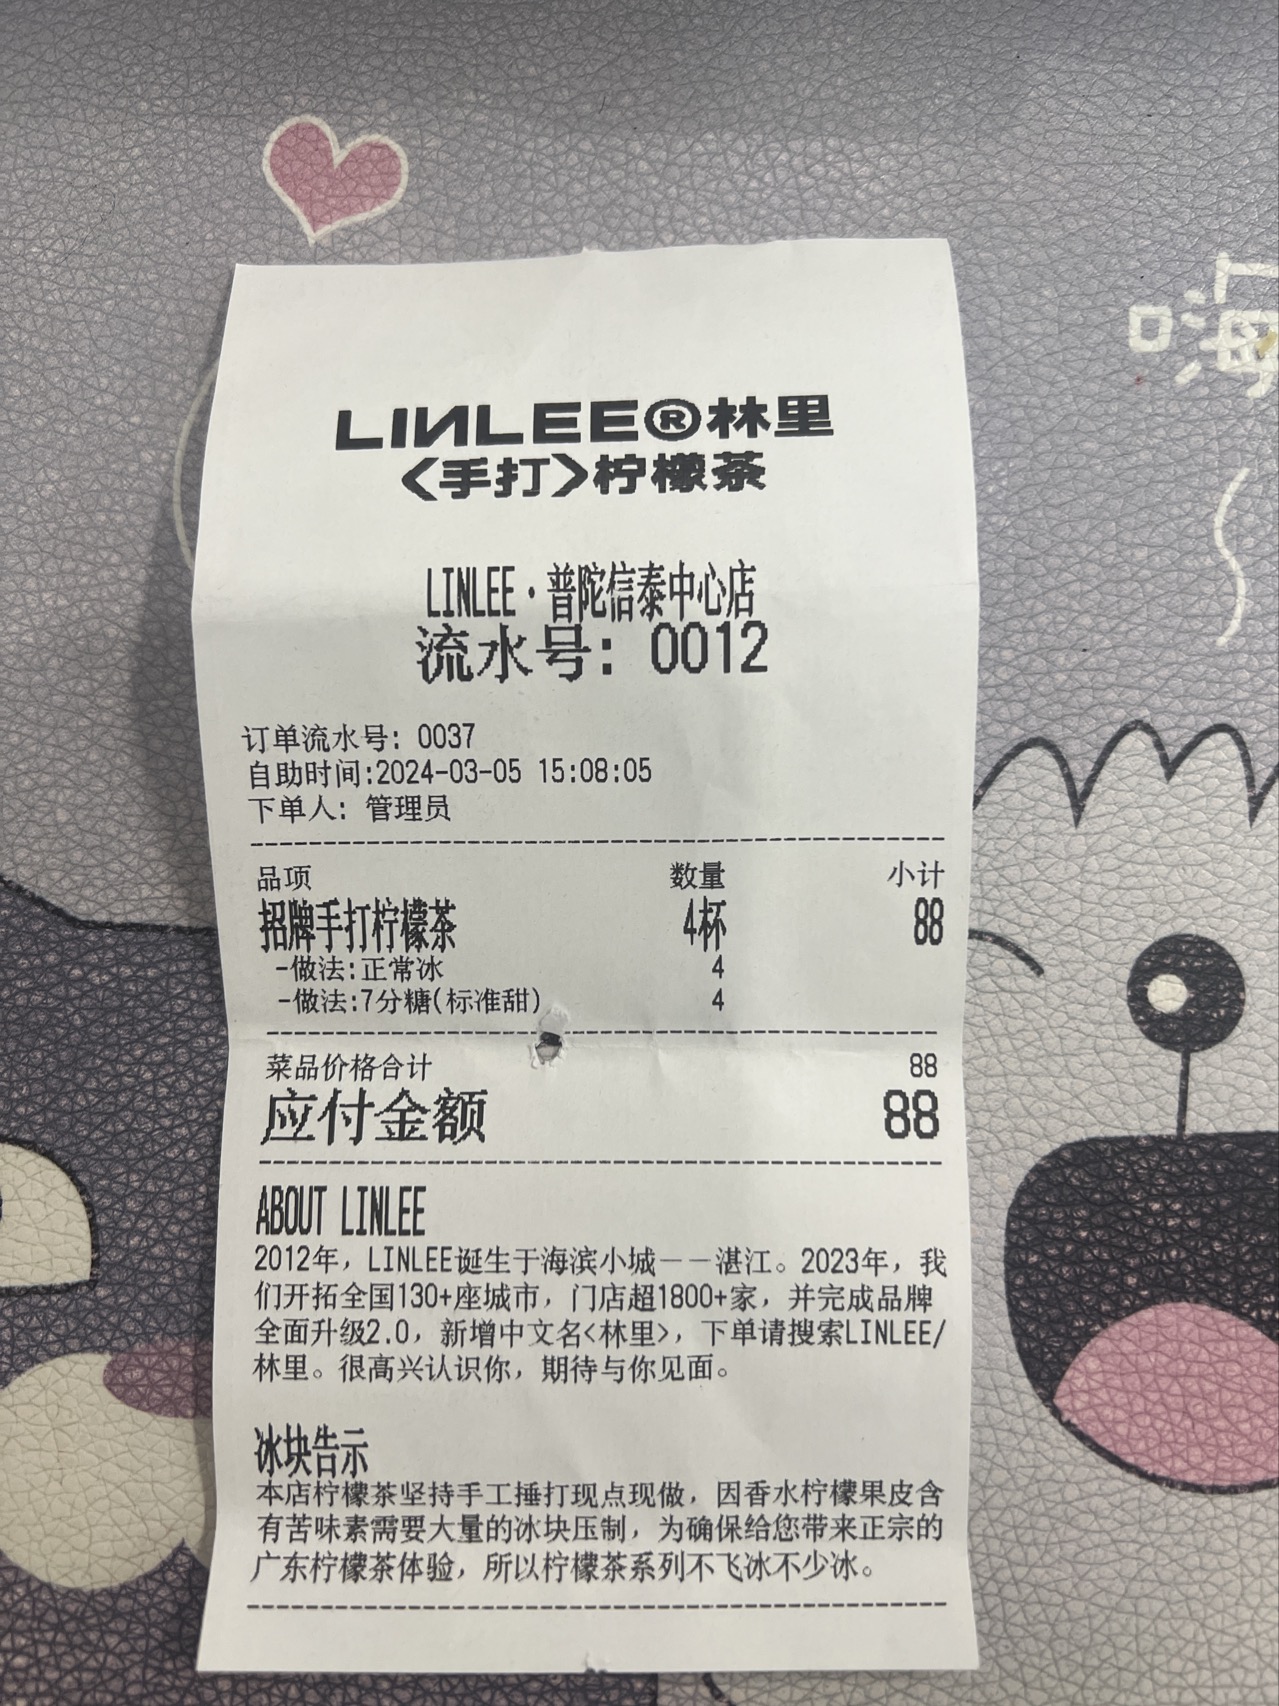 LINLEE®林里
<手打>柠檬茶
LINLEE·普陀信泰中心店
流水号: 0012
订单流水号: 0037
自助时间:2024-03-05 15:08:05
下单人: 管理员
品项 数量 小计
招牌手打柠檬茶 4杯 88
-做法:正常冰 4
-做法:7分糖(标准甜) 4
菜品价格合计 88
应付金额 88
ABOUT LINLEE
2012年，LINLEE诞生于海滨小城——湛江。2023年，我
们开拓全国130+座城市，门店超1800+家，并完成品牌
全面升级2.0，新增中文名<林里>，下单请搜索LINLEE/
林里。很高兴认识你，期待与你见面。
冰块告示
本店柠檬茶坚持手工捶打现点现做，因香水柠檬果皮含
有苦味素需要大量的冰块压制，为确保给您带来正宗的
广东柠檬茶体验，所以柠檬茶系列不飞冰不少冰。
嗨